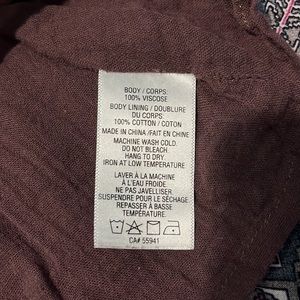 BODY / CORPS:
100% VISCOSE
BODY LINING / DOUBLURE
DU CORPS:
100% COTTON / COTON
MADE IN CHINA / FAIT EN CHINE
MACHINE WASH COLD.
DO NOT BLEACH.
HANG TO DRY.
IRON AT LOW TEMPERATURE
LAVER À LA MACHINE
À L'EAU FROIDE
NE PAS JAVELLISER
SUSPENDRE POUR LE SÉCHAGE
REPASSER À BASSE
TEMPÉRATURE
CA# 55941